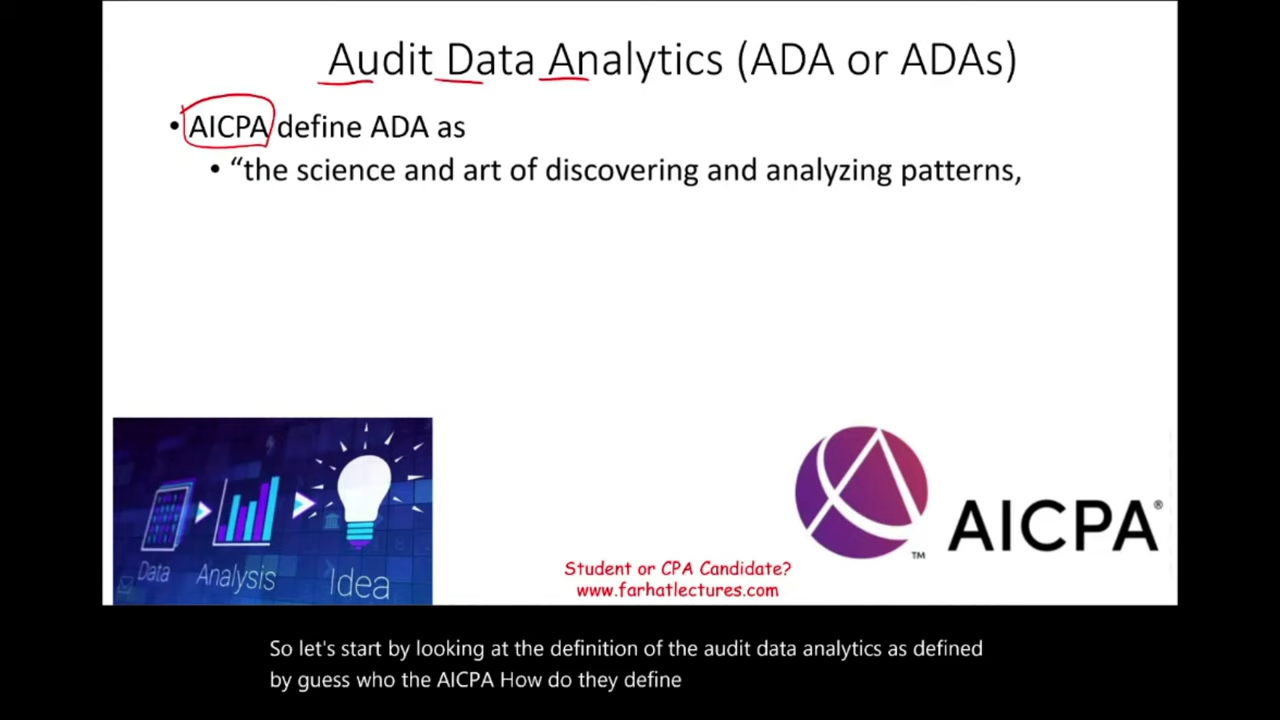 Audit Data Analytics (ADA or ADAs)
• AICPA define ADA as
• “the science and art of discovering and analyzing patterns,
Data
Analysis
Idea
AICPA®
™
Student or CPA Candidate?
www.farhatlectures.com
So let's start by looking at the definition of the audit data analytics as defined
by guess who the AICPA How do they define